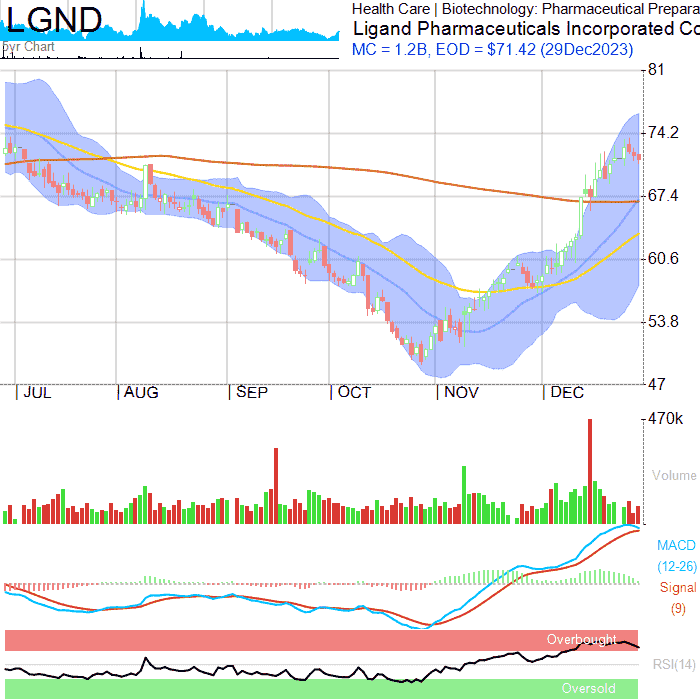 LGND
5yr Chart
Health Care | Biotechnology: Pharmaceutical Prepara
Ligand Pharmaceuticals Incorporated Co
MC = 1.2B, EOD = $71.42 (29Dec2023)
81
74.2
67.4
60.6
53.8
47
JUL AUG SEP OCT NOV DEC
470k
Volume
MACD
(12-26)
Signal
(9)
Overbought
RSI(14)
Oversold